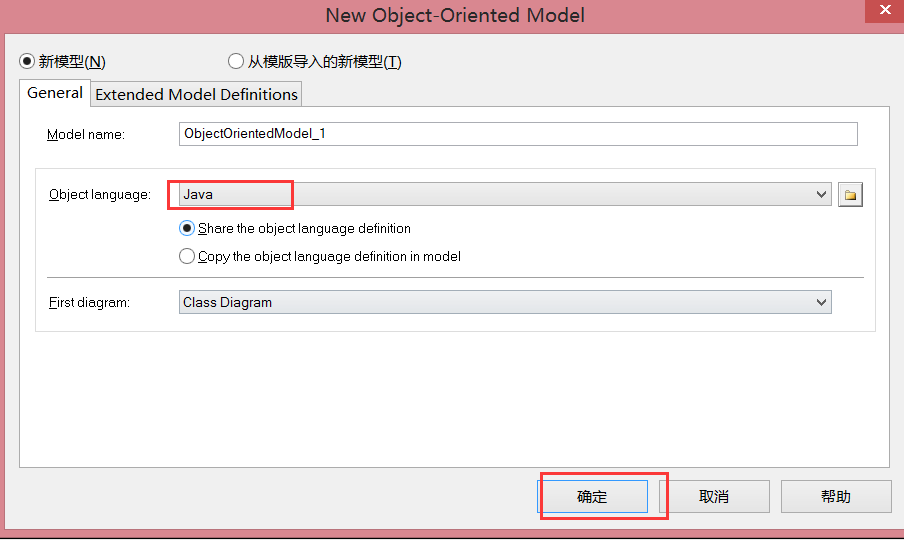 New Object-Oriented Model
新模型(N)
从模版导入的新模型(T)
General
Extended Model Definitions
Model name:
ObjectOrientedModel_1
Object language:
Java
Share the object language definition
Copy the object language definition in model
First diagram:
Class Diagram
确定
取消
帮助